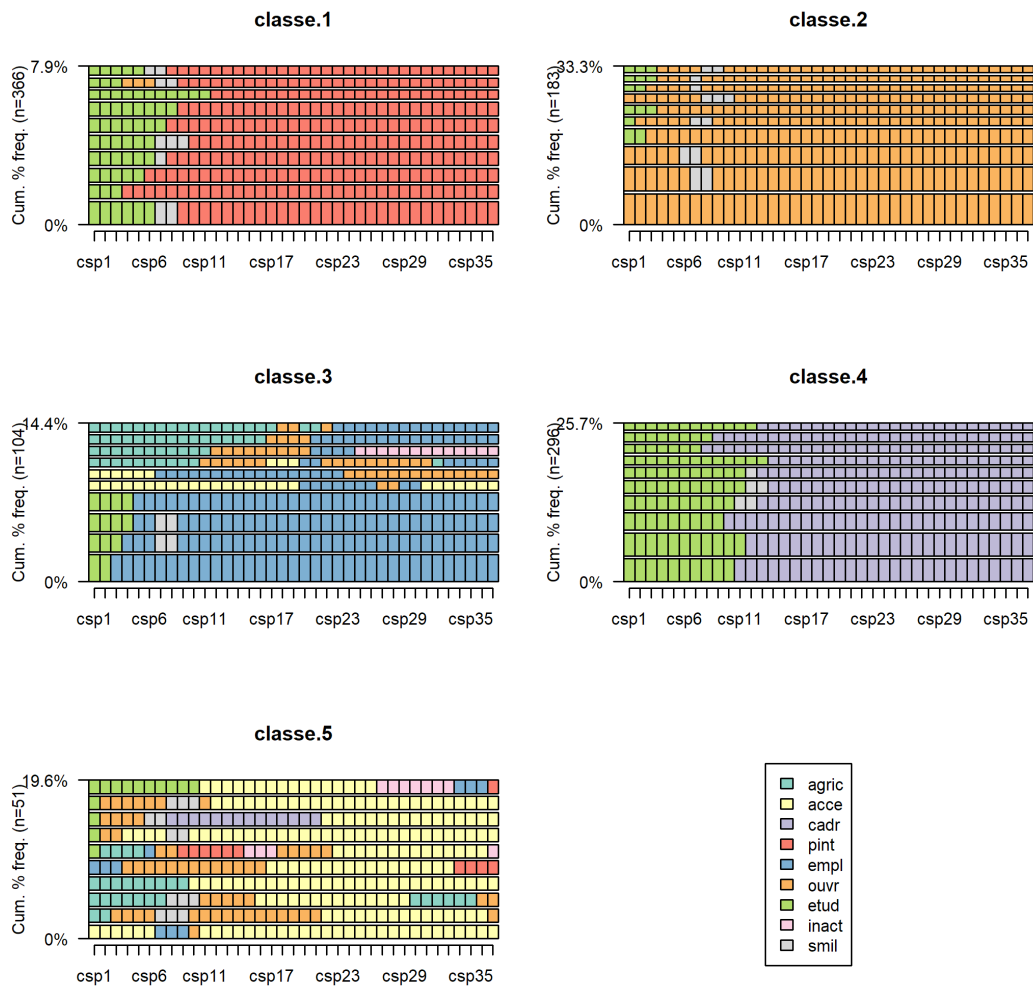 classe.1
7.9%
Cum. % freq. (n=366)
0%
csp1 csp6 csp11 csp17 csp23 csp29 csp35
classe.2
33.3%
Cum. % freq. (n=183)
0%
csp1 csp6 csp11 csp17 csp23 csp29 csp35
classe.3
14.4%
Cum. % freq. (n=104)
0%
csp1 csp6 csp11 csp17 csp23 csp29 csp35
classe.4
25.7%
Cum. % freq. (n=296)
0%
csp1 csp6 csp11 csp17 csp23 csp29 csp35
classe.5
19.6%
Cum. % freq. (n=51)
0%
csp1 csp6 csp11 csp17 csp23 csp29 csp35
agric
acce
cadr
pint
empl
ouvr
etud
inact
smil